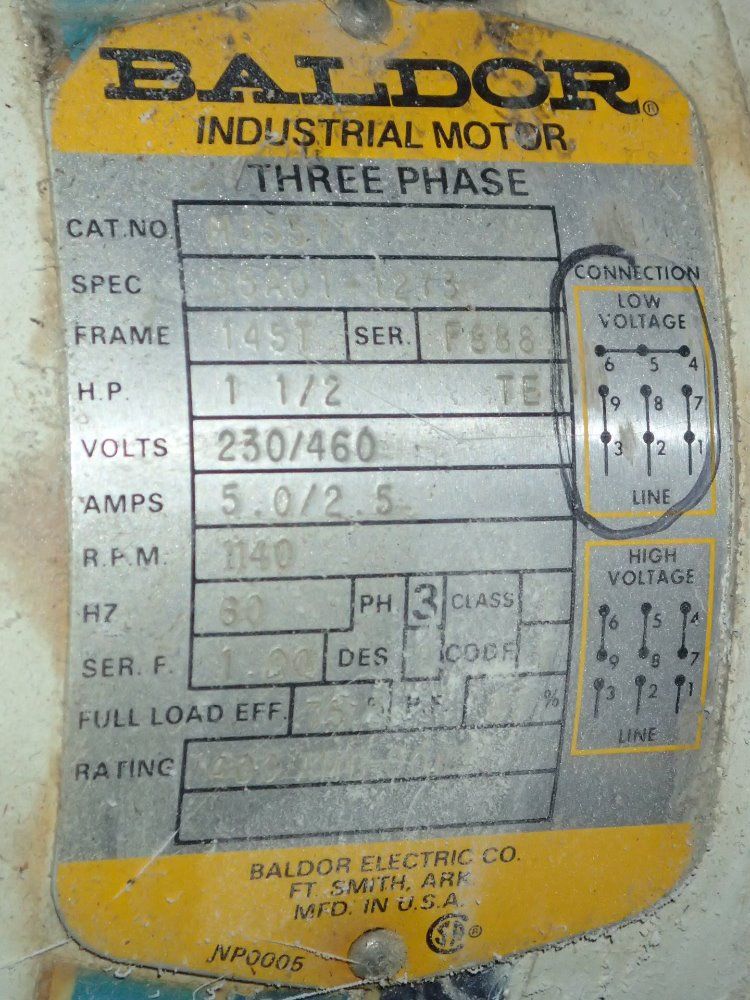 BALDOR®
INDUSTRIAL MOTOR
THREE PHASE
CAT.NO.
SPEC
FRAME 145T SER. F688
H.P. 1 1/2 TE
VOLTS 230/460
AMPS 5.0/2.5
R.P.M. 1140
HZ 60 PH 3 CLASS
SER. F. 1.00 DES CODE
FULL LOAD EFF. P.F. %
RATING
CONNECTION
LOW
VOLTAGE
6 5 4
9 8 7
3 2 1
LINE
HIGH
VOLTAGE
6 5 4
9 8 7
3 2 1
LINE
BALDOR ELECTRIC CO.
FT. SMITH, ARK.
MFD. IN U.S.A.
NP0005